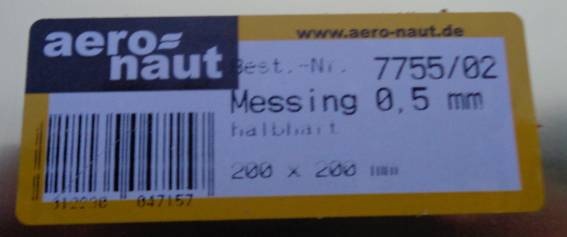 aero=
naut
www.aero-naut.de
Best.-Nr. 7755/02
Messing 0,5 mm
halbhart
200 x 200 mm
047157